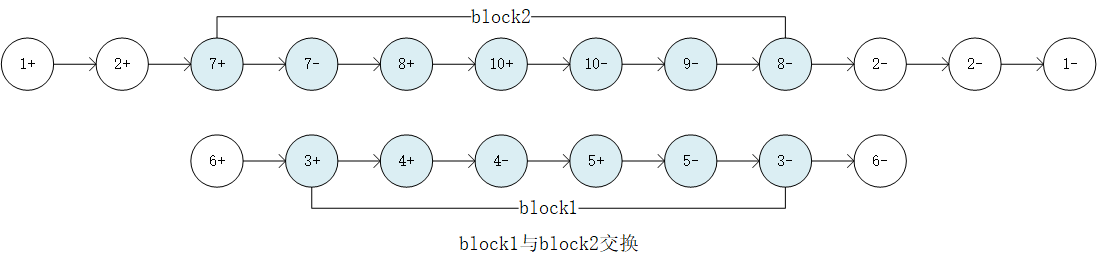 block2
1+ 2+ 7+ 7- 8+ 10+ 10- 9- 8- 2- 2- 1-
6+ 3+ 4+ 4- 5+ 5- 3- 6-
block1
block1与block2交换